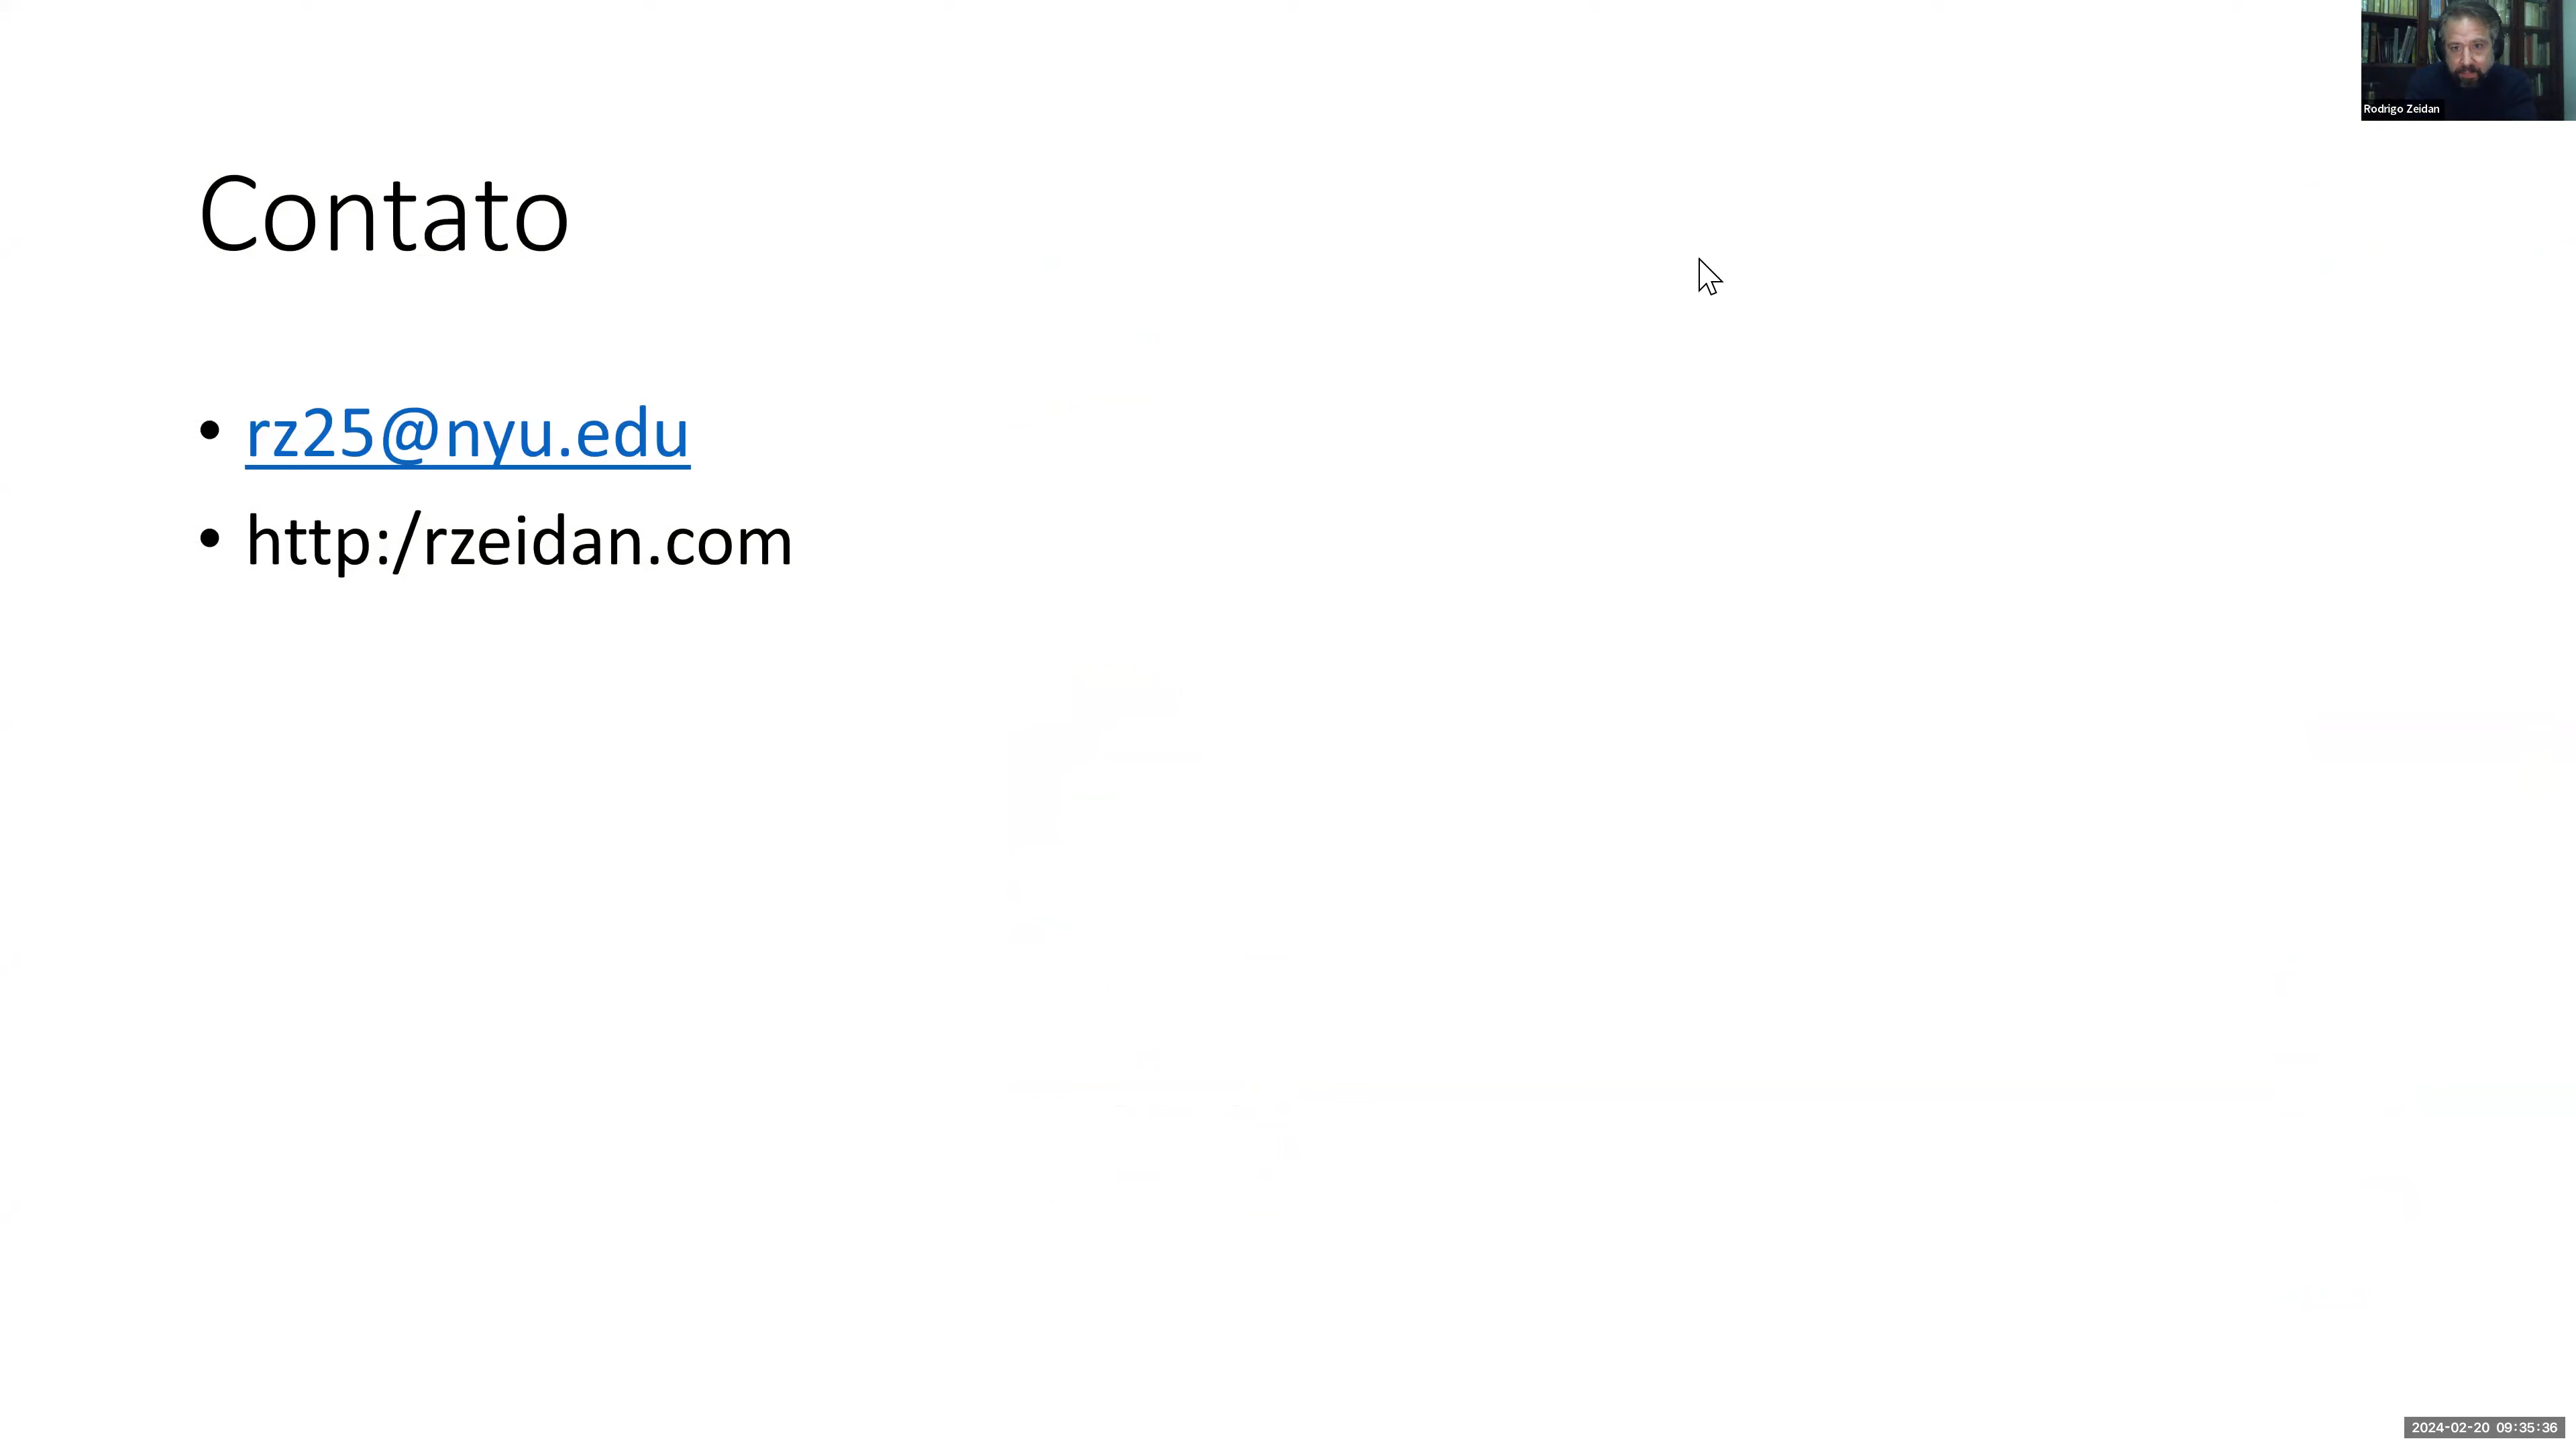 Rodrigo Zeidan
Contato
• rz25@nyu.edu
• http:/rzeidan.com
2024-02-20 09:35:36